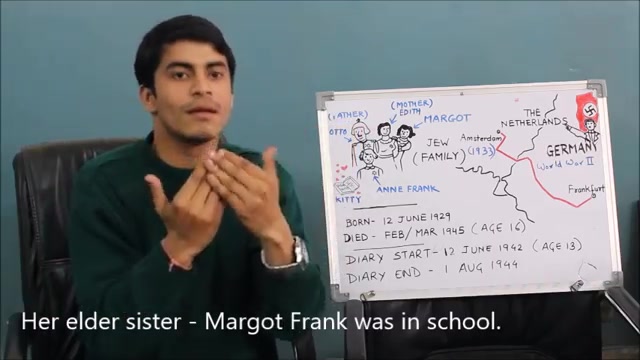 (FATHER)
OTTO
(MOTHER)
EDITH
MARGOT
ANNE FRANK
KITTY
JEW
(FAMILY)
THE
NETHERLANDS
Amsterdam
(1933)
GERMANY
World War II
Frankfurt
BORN- 12 JUNE 1929
DIED - FEB/MAR 1945 (AGE 16)
DIARY START- 12 JUNE 1942 (AGE 13)
DIARY END - 1 AUG 1944
Her elder sister - Margot Frank was in school.